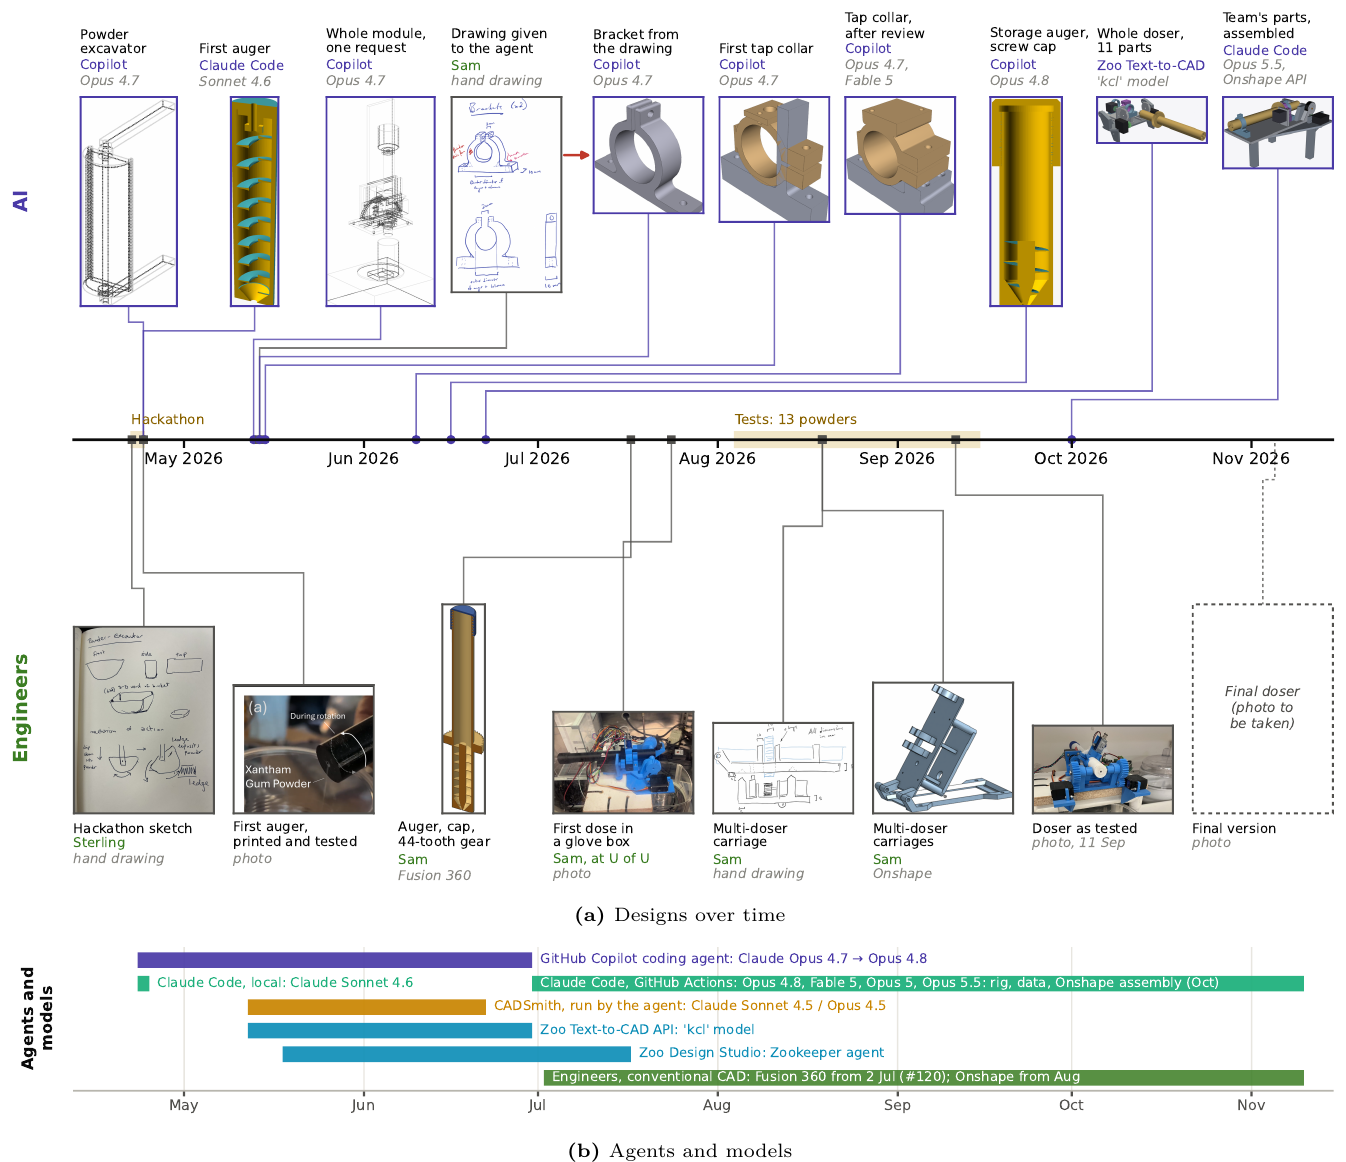 Powder
excavator
Copilot
Opus 4.7
First auger
Claude Code
Sonnet 4.6
Whole module,
one request
Copilot
Opus 4.7
Drawing given
to the agent
Sam
hand drawing
Bracket from
the drawing
Copilot
Opus 4.7
First tap collar
Copilot
Opus 4.7
Tap collar,
after review
Copilot
Opus 4.7,
Fable 5
Storage auger,
screw cap
Copilot
Opus 4.8
Whole doser,
11 parts
Zoo Text-to-CAD
'kcl' model
Team's parts,
assembled
Claude Code
Opus 5.5,
Onshape API
AI
Hackathon
Tests: 13 powders
May 2026
Jun 2026
Jul 2026
Aug 2026
Sep 2026
Oct 2026
Nov 2026
Engineers
front
side
top
mechanism of action
Ledge
(a)
During rotation
Xantham
Gum Powder
Final doser
(photo to
be taken)
Hackathon sketch
Sterling
hand drawing
First auger,
printed and tested
photo
Auger, cap,
44-tooth gear
Sam
Fusion 360
First dose in
a glove box
Sam, at U of U
photo
Multi-doser
carriage
Sam
hand drawing
Multi-doser
carriages
Sam
Onshape
Doser as tested
photo, 11 Sep
Final version
photo
(a) Designs over time
Agents and
models
GitHub Copilot coding agent: Claude Opus 4.7 → Opus 4.8
Claude Code, local: Claude Sonnet 4.6
Claude Code, GitHub Actions: Opus 4.8, Fable 5, Opus 5, Opus 5.5: rig, data, Onshape assembly (Oct)
CADSmith, run by the agent: Claude Sonnet 4.5 / Opus 4.5
Zoo Text-to-CAD API: 'kcl' model
Zoo Design Studio: Zookeeper agent
Engineers, conventional CAD: Fusion 360 from 2 Jul (#120); Onshape from Aug
May
Jun
Jul
Aug
Sep
Oct
Nov
(b) Agents and models